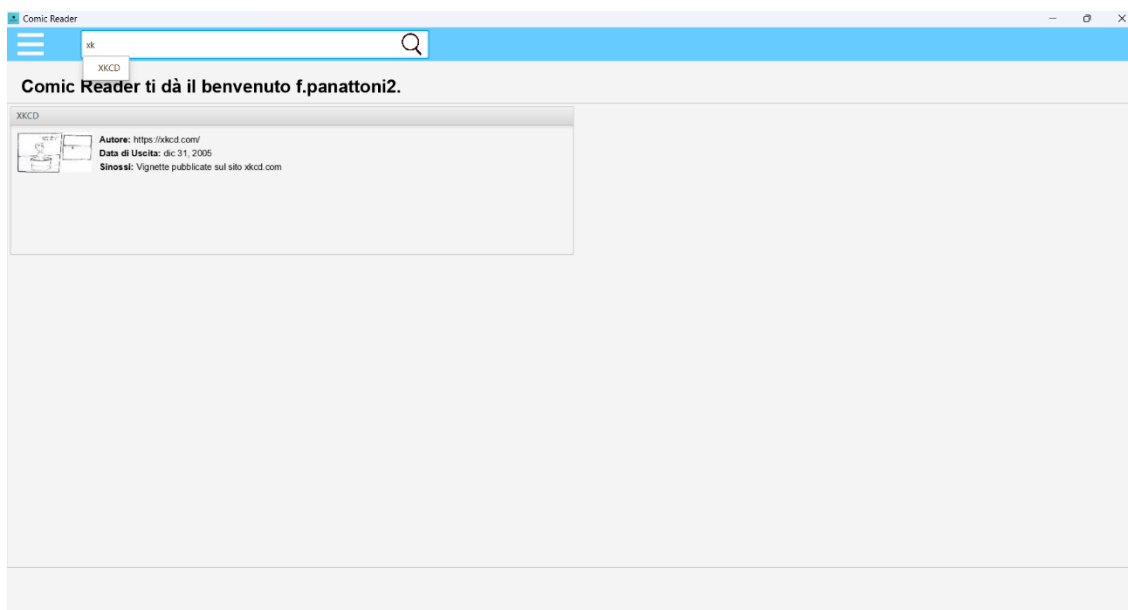 Comic Reader
xk
XKCD
Comic Reader ti dà il benvenuto f.panattoni2.
XKCD
Autore: https://xkcd.com/
Data di Uscita: dic 31, 2005
Sinossi: Vignette pubblicate sul sito xkcd.com